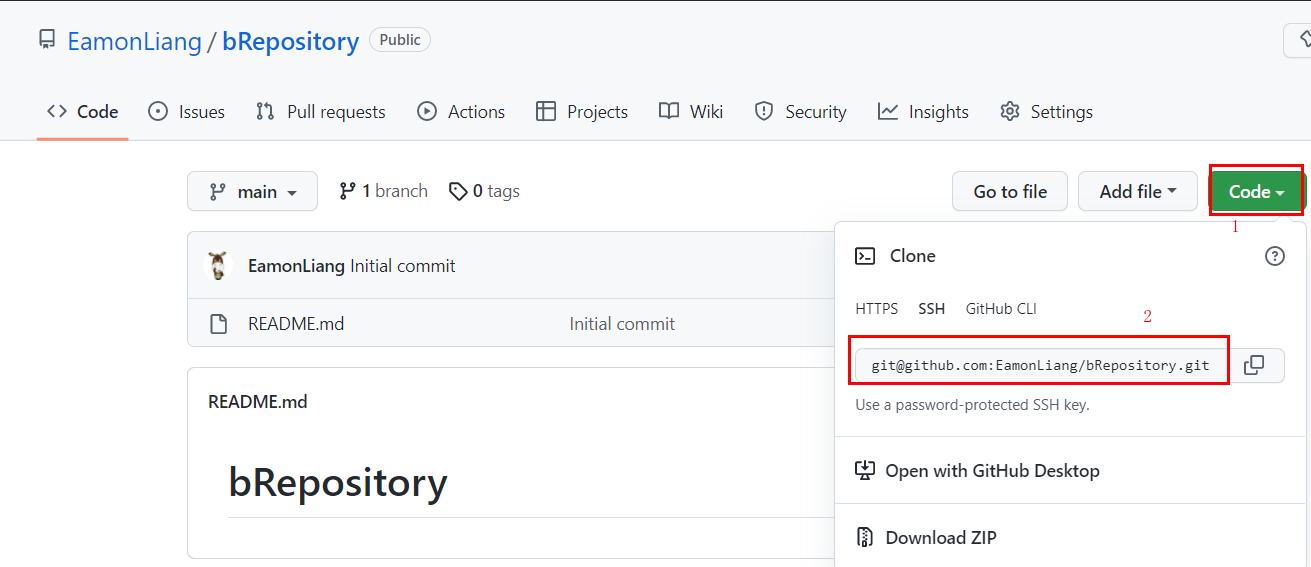 EamonLiang / bRepository Public
Code Issues Pull requests Actions Projects Wiki Security Insights Settings
main 1 branch 0 tags Go to file Add file Code
1
EamonLiang Initial commit
README.md Initial commit
README.md
bRepository
Clone
HTTPS SSH GitHub CLI
2
git@github.com:EamonLiang/bRepository.git
Use a password-protected SSH key.
Open with GitHub Desktop
Download ZIP